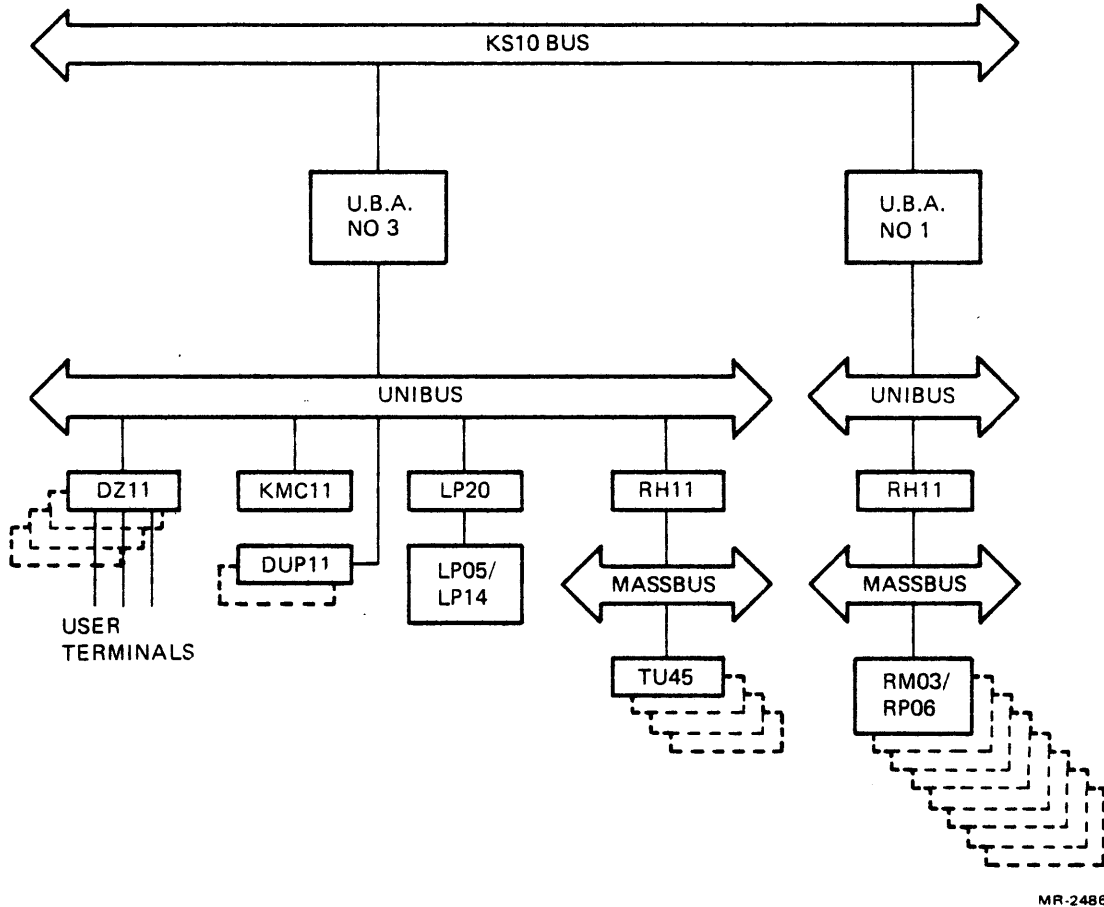 KS10 BUS
U.B.A.
NO 3
U.B.A.
NO 1
UNIBUS
UNIBUS
DZ11
KMC11
LP20
RH11
RH11
DUP11
LP05/
LP14
MASSBUS
MASSBUS
USER
TERMINALS
TU45
RM03/
RP06
MR-2486